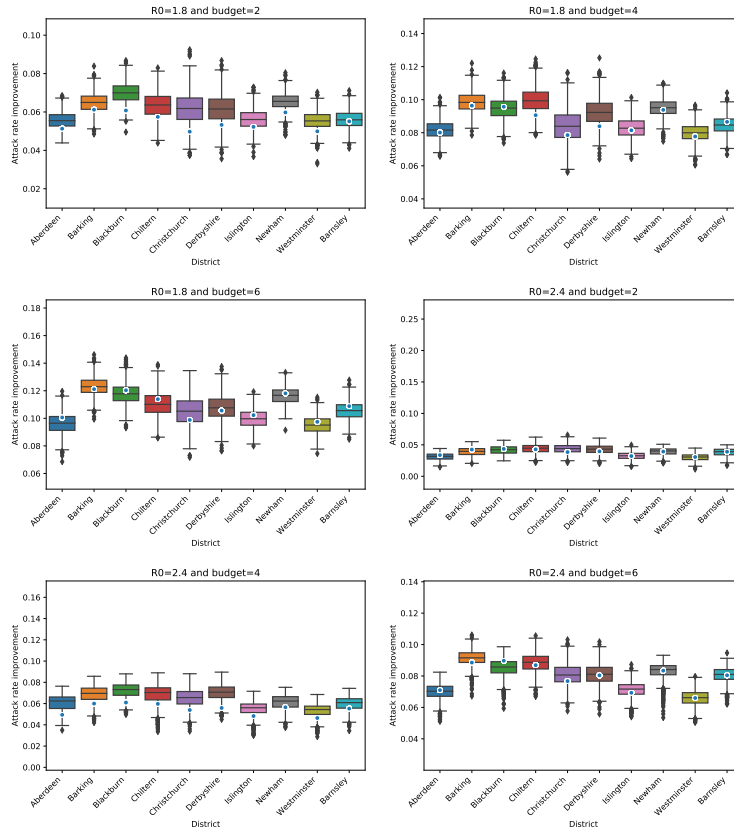 R0=1.8 and budget=2
Attack rate improvement
0.10
0.08
0.06
0.04
0.02
Aberdeen
Barking
Blackburn
Chiltern
Christchurch
Derbyshire
Islington
Newham
Westminster
Barnsley
District
R0=1.8 and budget=4
Attack rate improvement
0.14
0.12
0.10
0.08
0.06
0.04
Aberdeen
Barking
Blackburn
Chiltern
Christchurch
Derbyshire
Islington
Newham
Westminster
Barnsley
District
R0=1.8 and budget=6
Attack rate improvement
0.18
0.16
0.14
0.12
0.10
0.08
0.06
Aberdeen
Barking
Blackburn
Chiltern
Christchurch
Derbyshire
Islington
Newham
Westminster
Barnsley
District
R0=2.4 and budget=2
Attack rate improvement
0.25
0.20
0.15
0.10
0.05
0.00
Aberdeen
Barking
Blackburn
Chiltern
Christchurch
Derbyshire
Islington
Newham
Westminster
Barnsley
District
R0=2.4 and budget=4
Attack rate improvement
0.16
0.14
0.12
0.10
0.08
0.06
0.04
0.02
0.00
Aberdeen
Barking
Blackburn
Chiltern
Christchurch
Derbyshire
Islington
Newham
Westminster
Barnsley
District
R0=2.4 and budget=6
Attack rate improvement
0.14
0.12
0.10
0.08
0.06
0.04
Aberdeen
Barking
Blackburn
Chiltern
Christchurch
Derbyshire
Islington
Newham
Westminster
Barnsley
District